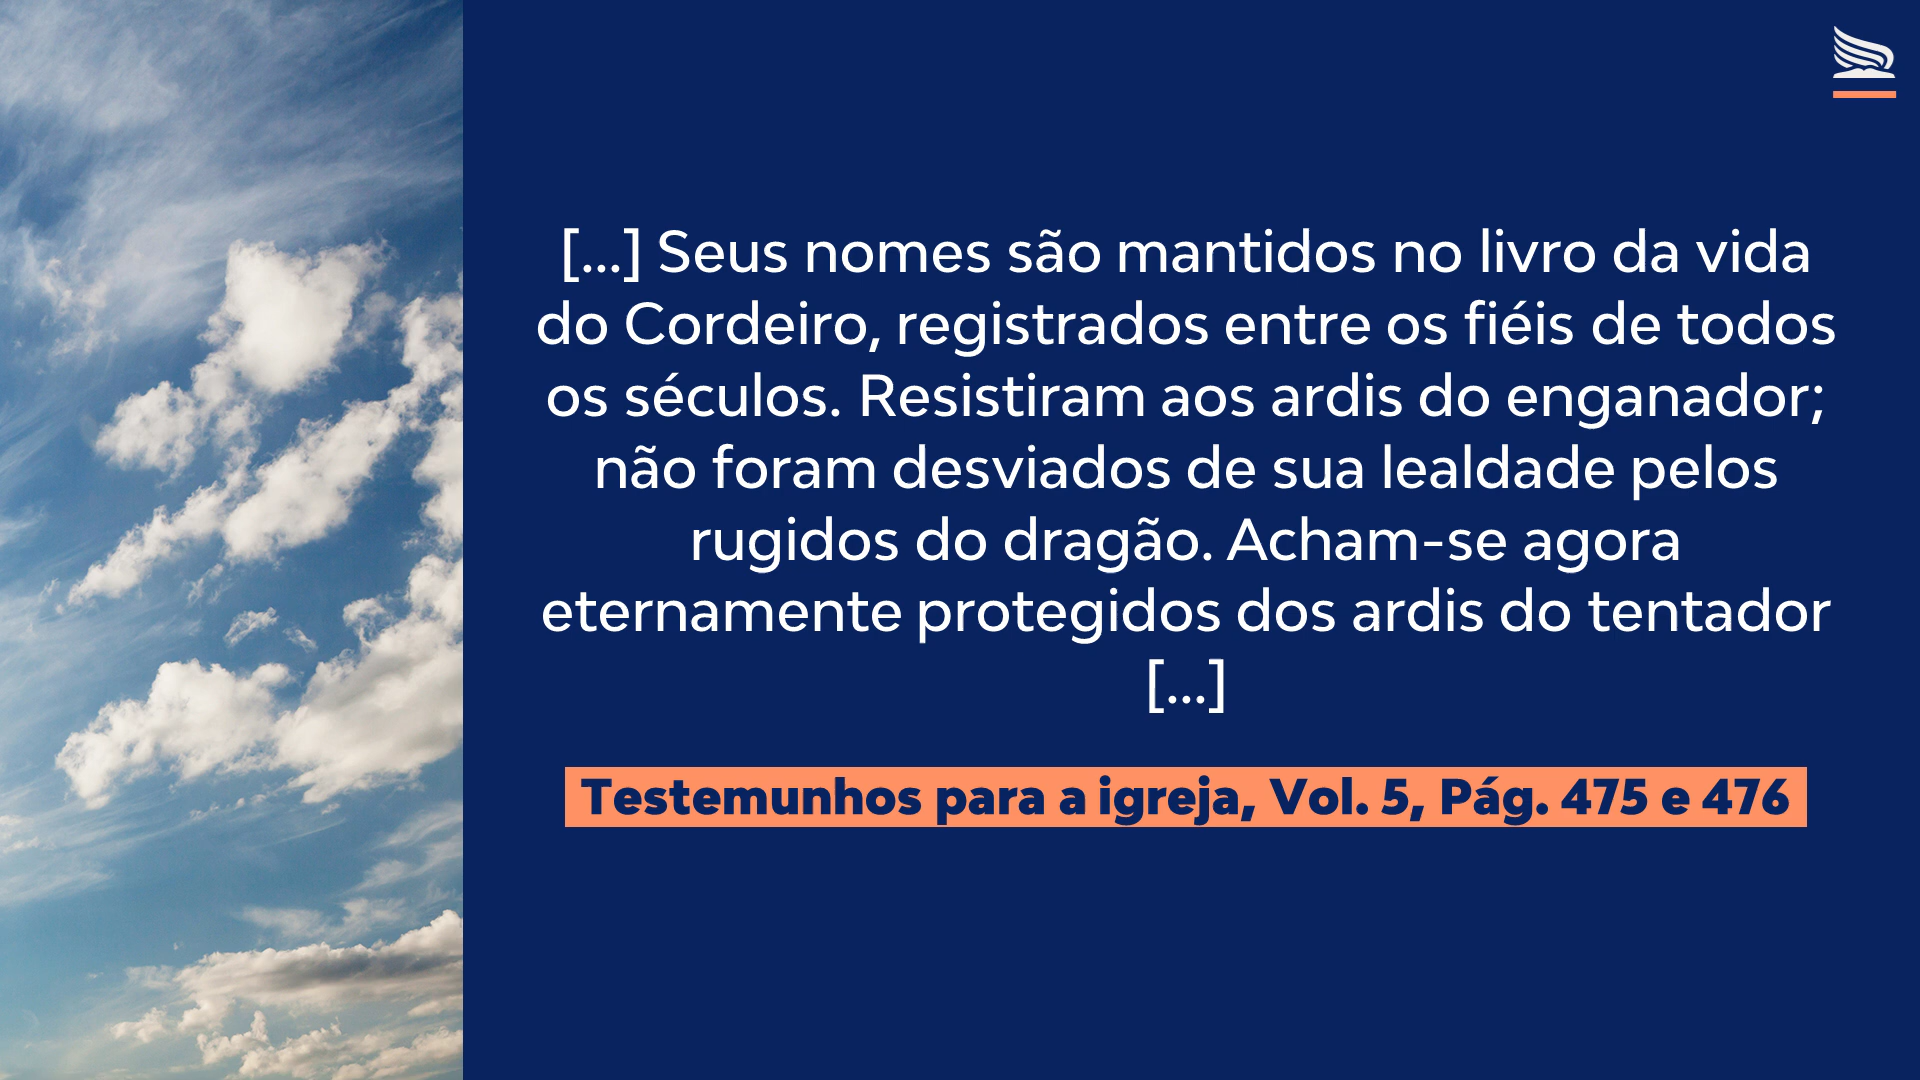 [...] Seus nomes são mantidos no livro da vida
do Cordeiro, registrados entre os fiéis de todos
os séculos. Resistiram aos ardis do enganador;
não foram desviados de sua lealdade pelos
rugidos do dragão. Acham-se agora
eternamente protegidos dos ardis do tentador
[...]
Testemunhos para a igreja, Vol. 5, Pág. 475 e 476